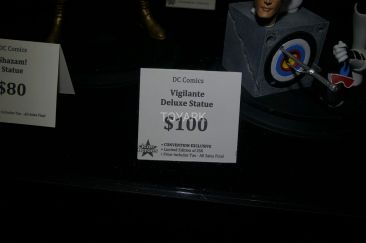 DC Comics
Shazam!
Statue
$80
DC Comics
Vigilante
Deluxe Statue
TOYARK
$100
• CONVENTION EXCLUSIVE
• Limited Edition of 250
• Price Includes Tax - All Sales Final